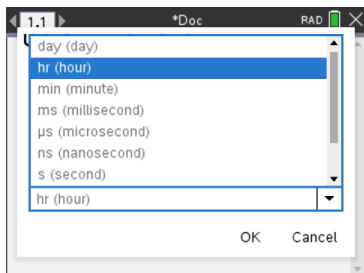 1.1 *Doc RAD
day (day)
hr (hour)
min (minute)
ms (millisecond)
µs (microsecond)
ns (nanosecond)
s (second)
hr (hour)
OK Cancel